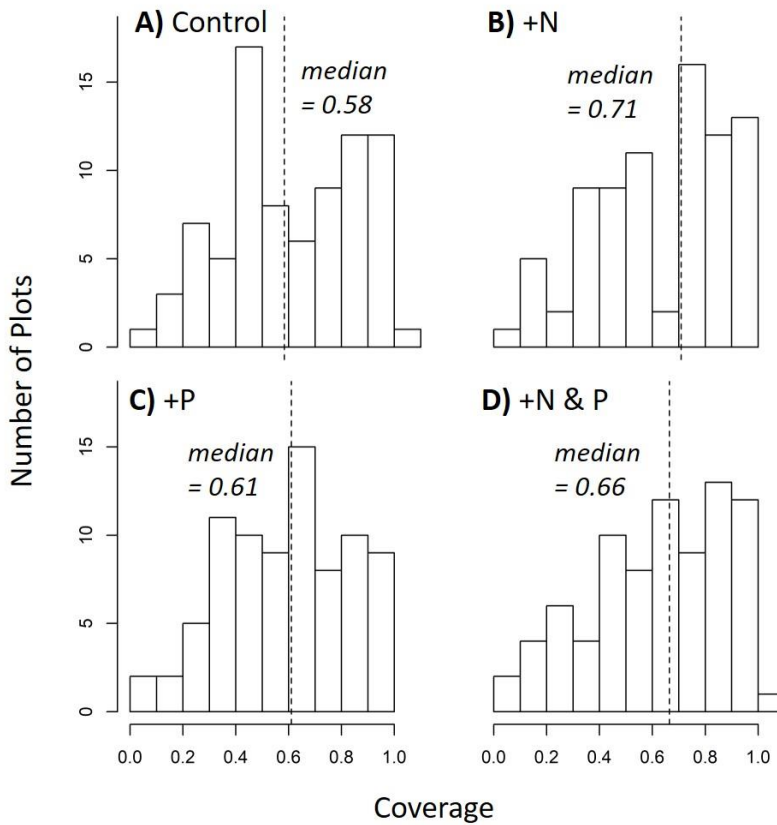 A) Control
median
= 0.58
B) +N
median
= 0.71
15
10
5
0
Number of Plots
C) +P
median
= 0.61
D) +N & P
median
= 0.66
15
10
5
0
0.0 0.2 0.4 0.6 0.8 1.0
0.0 0.2 0.4 0.6 0.8 1.0
Coverage